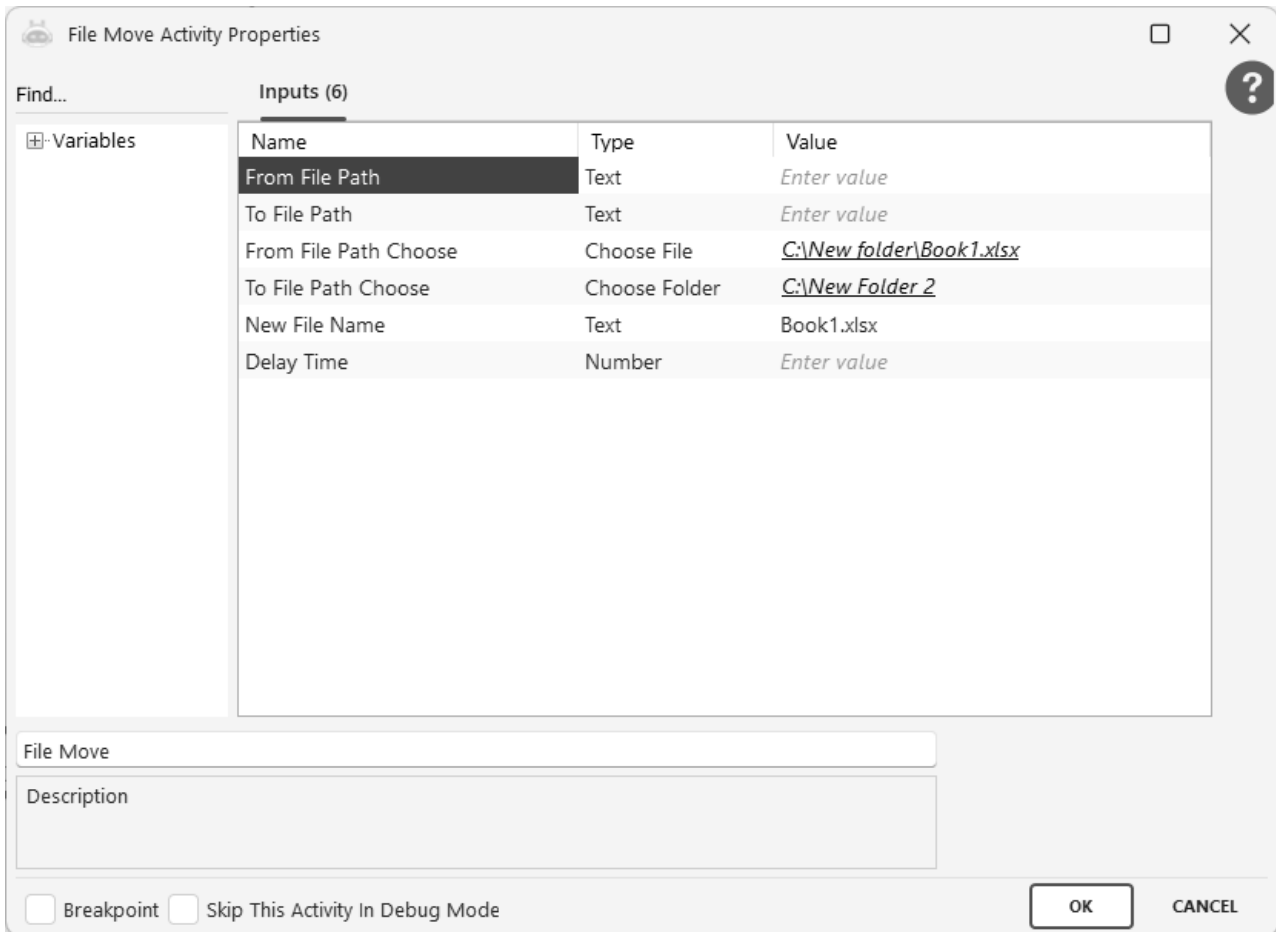 File Move Activity Properties
Find...
Inputs (6)
?
Variables
Name Type Value
From File Path Text Enter value
To File Path Text Enter value
From File Path Choose Choose File C:\New folder\Book1.xlsx
To File Path Choose Choose Folder C:\New Folder 2
New File Name Text Book1.xlsx
Delay Time Number Enter value
File Move
Description
Breakpoint Skip This Activity In Debug Mode OK CANCEL